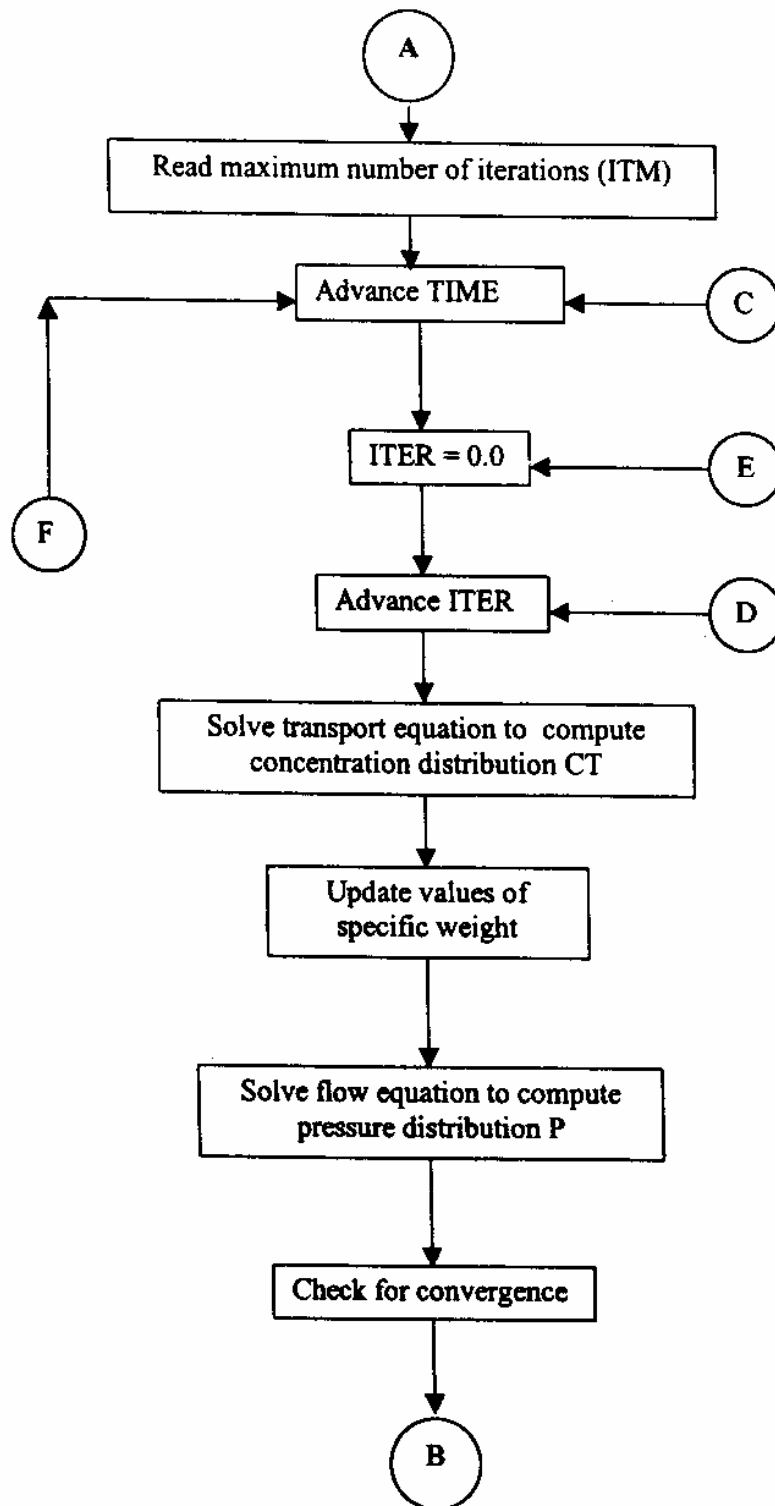 A
Read maximum number of iterations (ITM)
Advance TIME
C
ITER = 0.0
E
F
Advance ITER
D
Solve transport equation to compute
concentration distribution CT
Update values of
specific weight
Solve flow equation to compute
pressure distribution P
Check for convergence
B